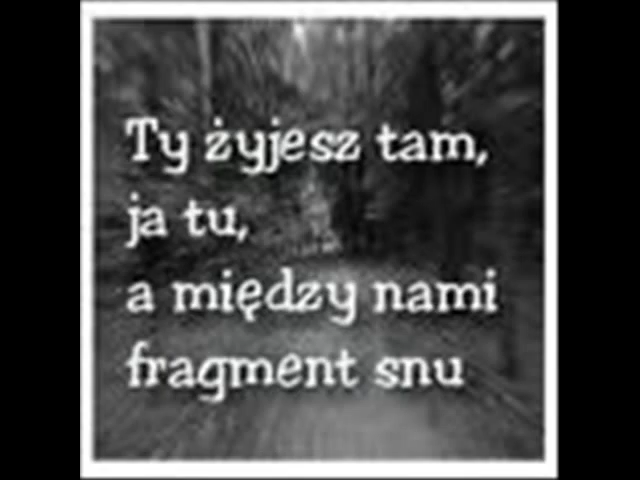 Ty żyjesz tam,
ja tu,
a między nami
fragment snu